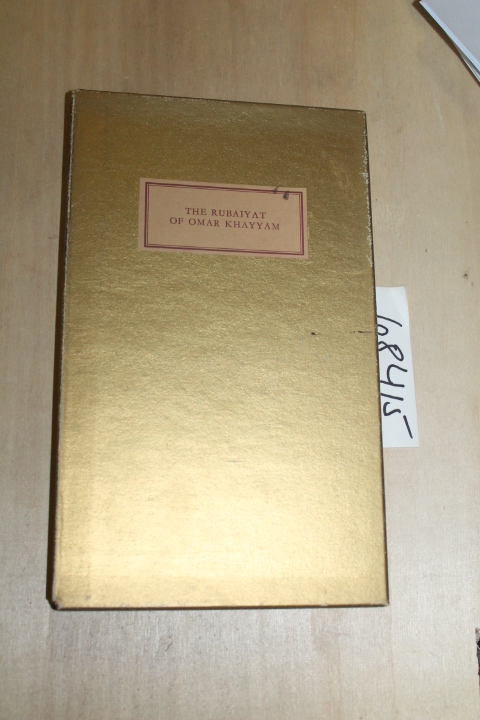 THE RUBAIYAT
OF OMAR KHAYYAM
68415